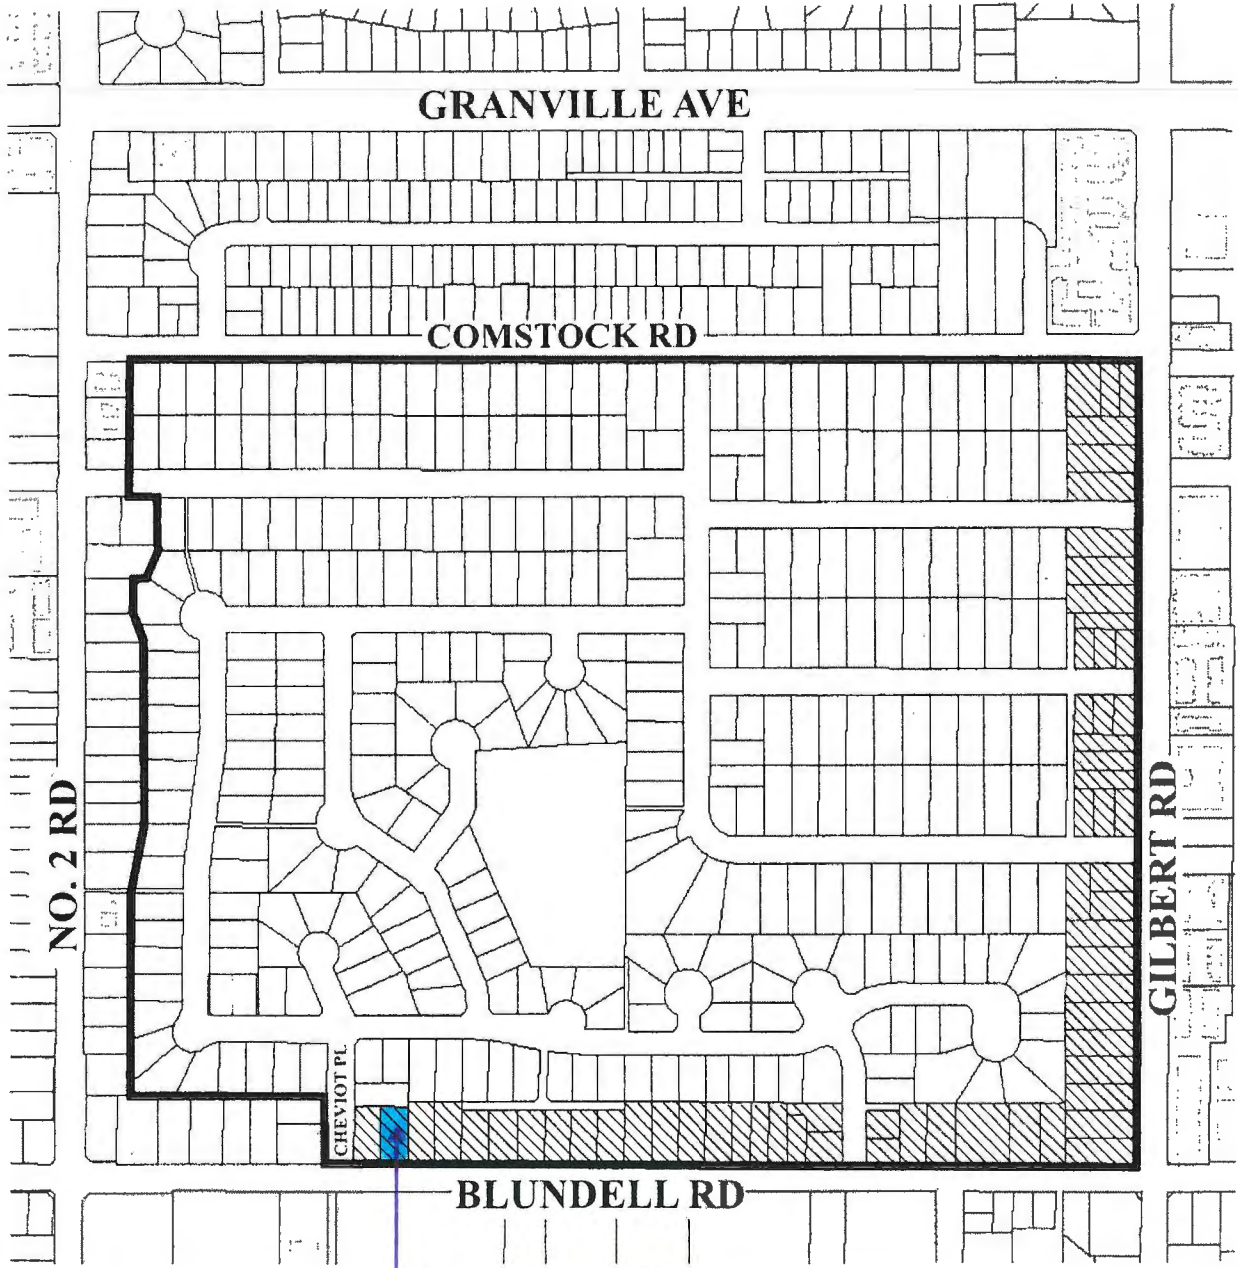 GRANVILLE AVE
COMSTOCK RD
NO. 2 RD
GILBERT RD
CHEVIOT PL
BLUNDELL RD